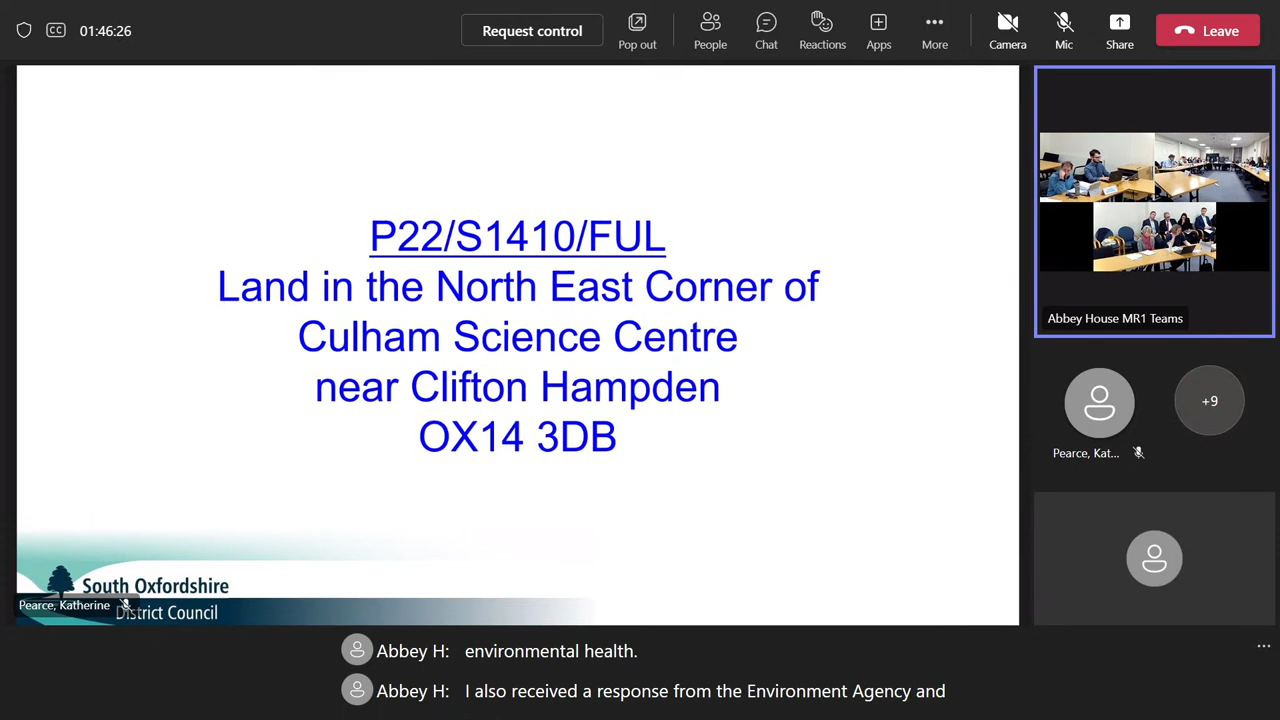 CC 01:46:26
Request control
Pop out
People
Chat
Reactions
Apps
More
Camera
Mic
Share
Leave
P22/S1410/FUL
Land in the North East Corner of
Culham Science Centre
near Clifton Hampden
OX14 3DB
South Oxfordshire
District Council
Pearce, Katherine
Abbey House MR1 Teams
+9
Pearce, Kat...
Abbey H: environmental health.
Abbey H: I also received a response from the Environment Agency and